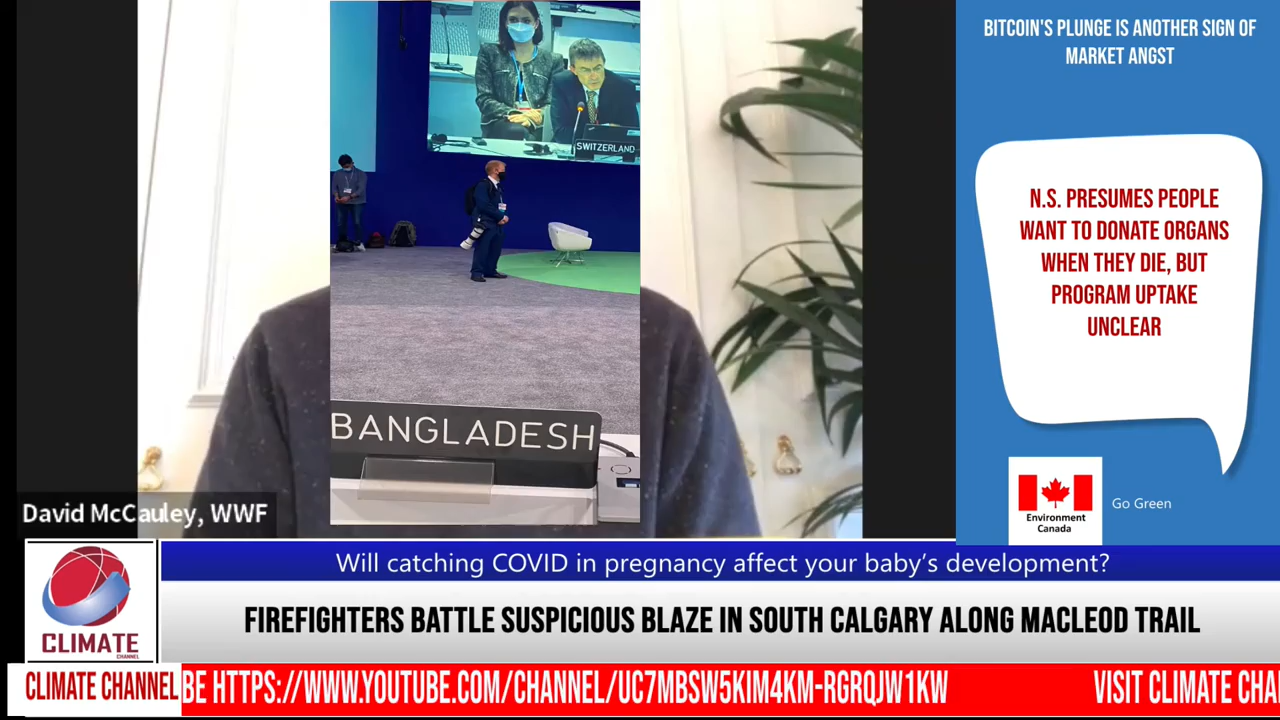 BITCOIN'S PLUNGE IS ANOTHER SIGN OF
MARKET ANGST
SWITZERLAND
N.S. PRESUMES PEOPLE
WANT TO DONATE ORGANS
WHEN THEY DIE, BUT
PROGRAM UPTAKE
UNCLEAR
BANGLADESH
Environment
Canada
Go Green
David McCauley, WWF
Will catching COVID in pregnancy affect your baby's development?
FIREFIGHTERS BATTLE SUSPICIOUS BLAZE IN SOUTH CALGARY ALONG MACLEOD TRAIL
CLIMATE
CHANNEL
CLIMATE CHANNEL
BE HTTPS://WWW.YOUTUBE.COM/CHANNEL/UC7MBSW5KIM4KM-RGRQJW1KW
VISIT CLIMATE CHA